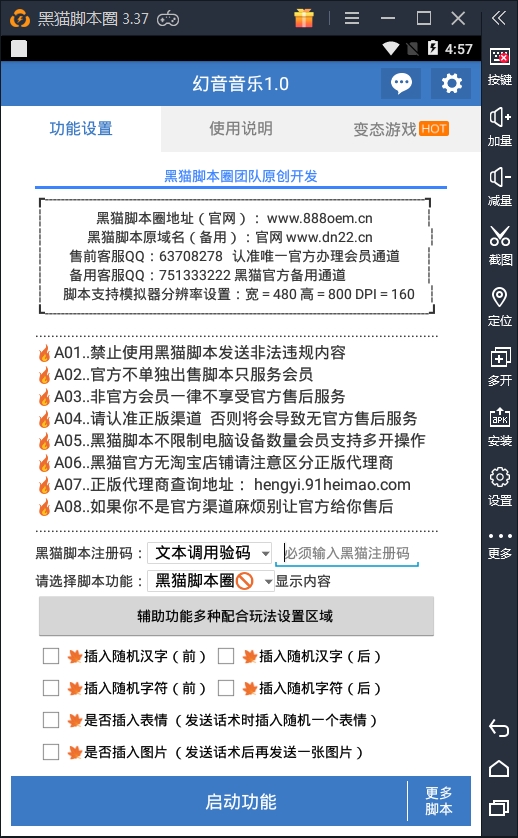 黑猫脚本圈 3.37
4:57
幻音音乐1.0
功能设置 使用说明 变态游戏 HOT
黑猫脚本圈团队原创开发
黑猫脚本圈地址（官网）：www.888oem.cn
黑猫脚本原域名（备用）：官网 www.dn22.cn
售前客服QQ：63708278 认准唯一官方办理会员通道
备用客服QQ：751333222 黑猫官方备用通道
脚本支持模拟器分辨率设置：宽 = 480 高 = 800 DPI = 160
A01..禁止使用黑猫脚本发送非法违规内容
A02..官方不单独出售脚本只服务会员
A03..非官方会员一律不享受官方售后服务
A04..请认准正版渠道 否则将会导致无官方售后服务
A05..黑猫脚本不限制电脑设备数量会员支持多开操作
A06..黑猫官方无淘宝店铺请注意区分正版代理商
A07..正版代理商查询地址：hengyi.91heimao.com
A08..如果你不是官方渠道麻烦别让官方给你售后
黑猫脚本注册码：文本调用验码 必须输入黑猫注册码
请选择脚本功能：黑猫脚本圈 显示内容
辅助功能多种配合玩法设置区域
插入随机汉字（前） 插入随机汉字（后）
插入随机字符（前） 插入随机字符（后）
是否插入表情（发送话术时插入随机一个表情）
是否插入图片（发送话术后再发送一张图片）
启动功能
更多
脚本
按键
加量
减量
截图
定位
多开
APK
安装
设置
更多